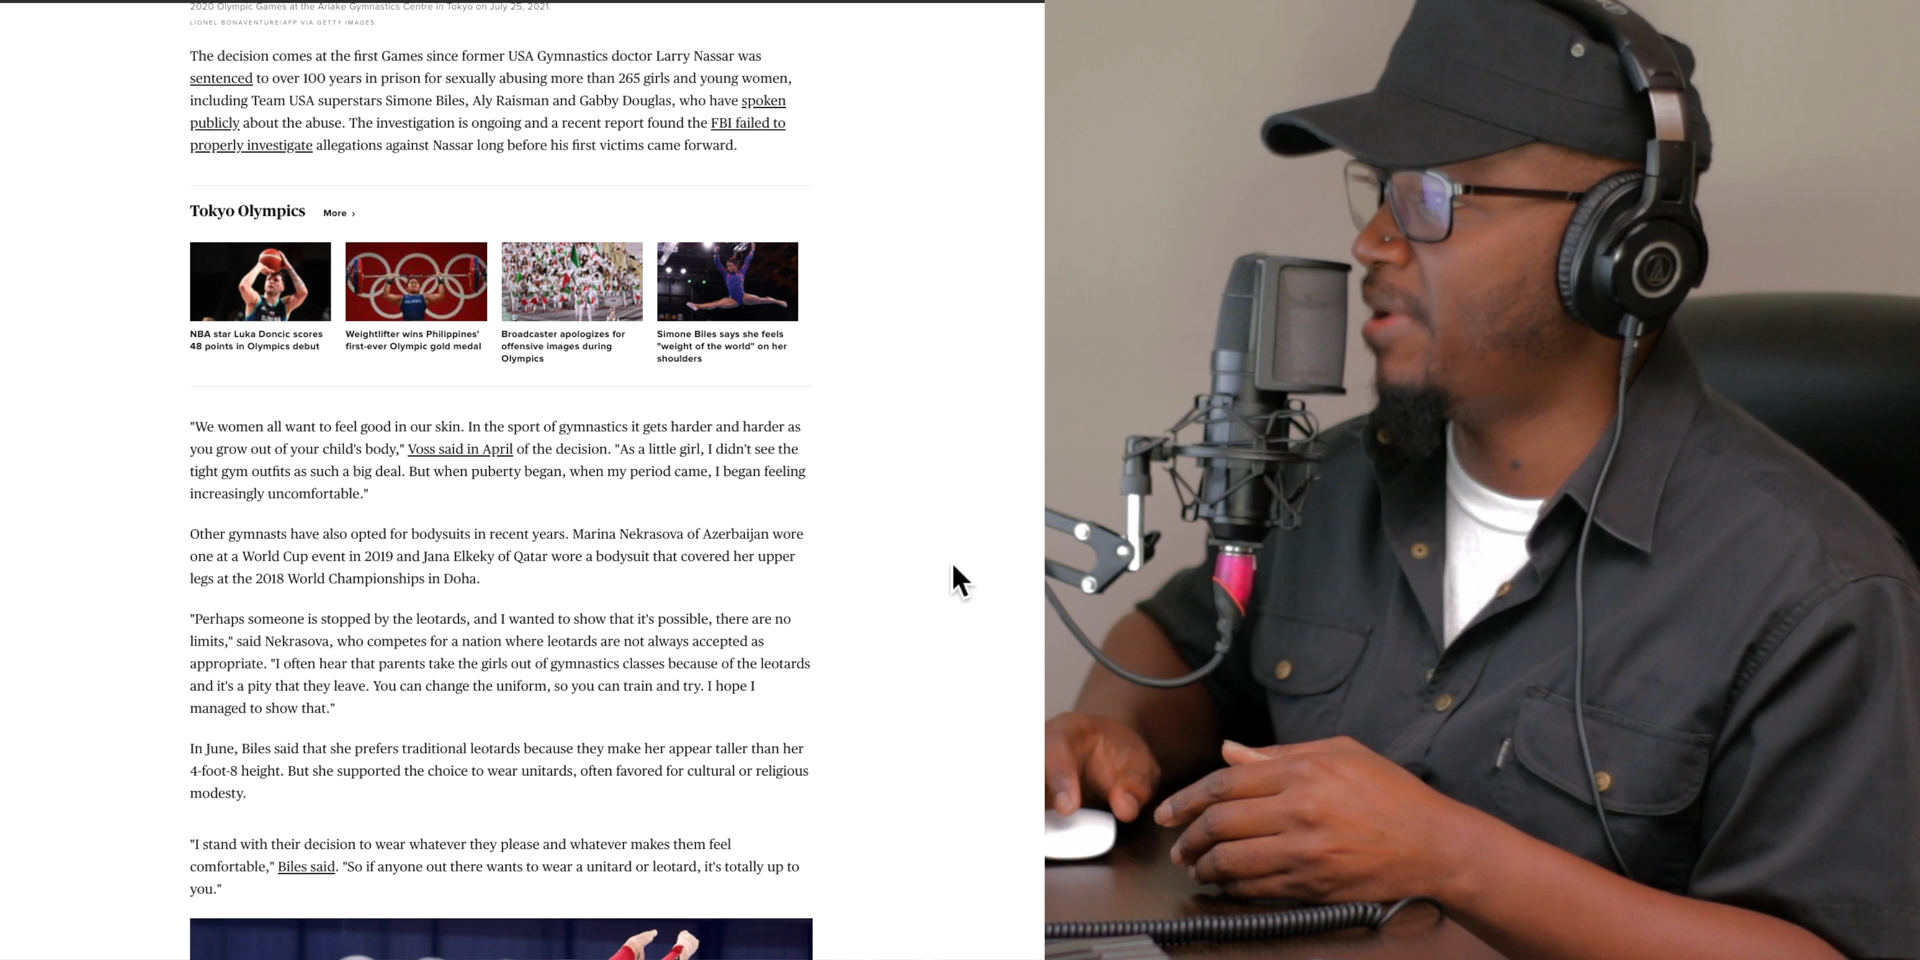 2020 Olympic Games at the Ariake Gymnastics Centre in Tokyo on July 25, 2021.
LIONEL BONAVENTURE/AFP VIA GETTY IMAGES
The decision comes at the first Games since former USA Gymnastics doctor Larry Nassar was
sentenced to over 100 years in prison for sexually abusing more than 265 girls and young women,
including Team USA superstars Simone Biles, Aly Raisman and Gabby Douglas, who have spoken
publicly about the abuse. The investigation is ongoing and a recent report found the FBI failed to
properly investigate allegations against Nassar long before his first victims came forward.
Tokyo Olympics More ›
NBA star Luka Doncic scores
48 points in Olympics debut
Weightlifter wins Philippines'
first-ever Olympic gold medal
Broadcaster apologizes for
offensive images during
Olympics
Simone Biles says she feels
"weight of the world" on her
shoulders
"We women all want to feel good in our skin. In the sport of gymnastics it gets harder and harder as
you grow out of your child's body," Voss said in April of the decision. "As a little girl, I didn't see the
tight gym outfits as such a big deal. But when puberty began, when my period came, I began feeling
increasingly uncomfortable."
Other gymnasts have also opted for bodysuits in recent years. Marina Nekrasova of Azerbaijan wore
one at a World Cup event in 2019 and Jana Elkeky of Qatar wore a bodysuit that covered her upper
legs at the 2018 World Championships in Doha.
"Perhaps someone is stopped by the leotards, and I wanted to show that it's possible, there are no
limits," said Nekrasova, who competes for a nation where leotards are not always accepted as
appropriate. "I often hear that parents take the girls out of gymnastics classes because of the leotards
and it's a pity that they leave. You can change the uniform, so you can train and try. I hope I
managed to show that."
In June, Biles said that she prefers traditional leotards because they make her appear taller than her
4-foot-8 height. But she supported the choice to wear unitards, often favored for cultural or religious
modesty.
"I stand with their decision to wear whatever they please and whatever makes them feel
comfortable," Biles said. "So if anyone out there wants to wear a unitard or leotard, it's totally up to
you."